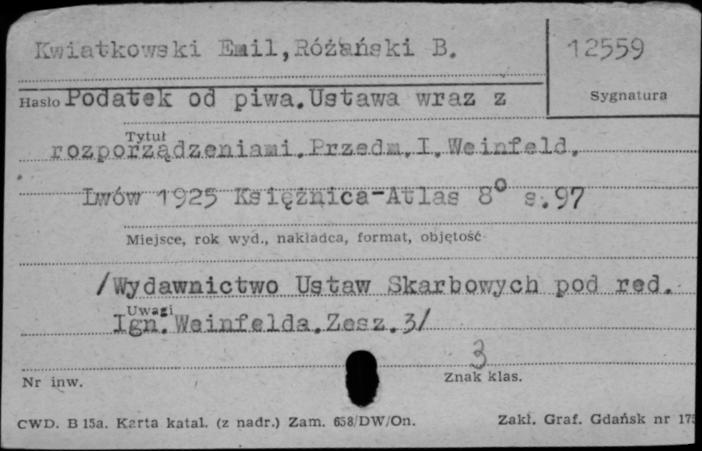 Kwiatkowski Emil, Różański B.
12559
Hasło Podatek od piwa. Ustawa wraz z
Sygnatura
Tytuł
rozporządzeniami. Przedm. I. Weinfeld.
Lwów 1925 Książnica-Atlas 8° s. 97
Miejsce, rok wyd., nakładca, format, objętość
/Wydawnictwo Ustaw Skarbowych pod red.
Uwagi
Ign. Weinfelda. Zesz. 3/
3
Nr inw.
Znak klas.
CWD. B 15a. Karta katal. (z nadr.) Zam. 658/DW/On.
Zakł. Graf. Gdańsk nr